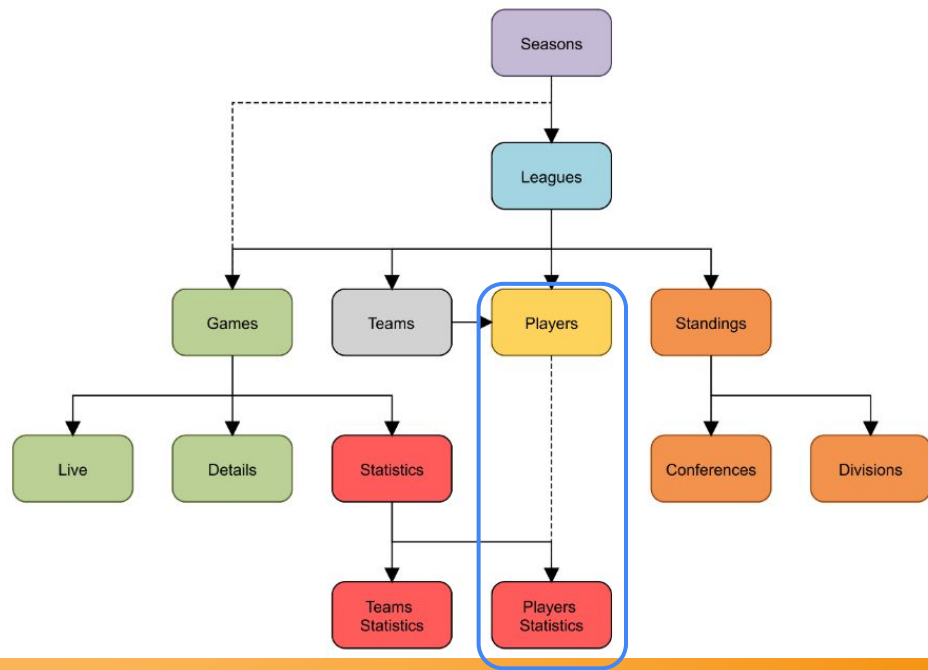 Seasons
Leagues
Games
Teams
Players
Standings
Live
Details
Statistics
Conferences
Divisions
Teams
Statistics
Players
Statistics